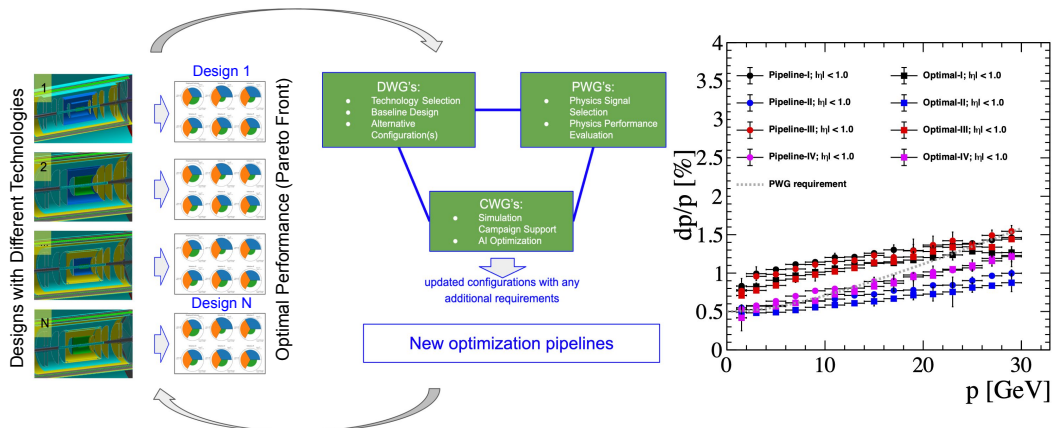 Designs with Different Technologies
1
2
...
N
Design 1
Design N
Optimal Performance (Pareto Front)
DWG's:
● Technology Selection
● Baseline Design
● Alternative
Configuration(s)
PWG's:
● Physics Signal
Selection
● Physics Performance
Evaluation
CWG's:
● Simulation
Campaign Support
● AI Optimization
updated configurations with any
additional requirements
New optimization pipelines
dp/p [%]
4
3.5
3
2.5
2
1.5
1
0.5
0
Pipeline-I; |η| < 1.0
Optimal-I; |η| < 1.0
Pipeline-II; |η| < 1.0
Optimal-II; |η| < 1.0
Pipeline-III; |η| < 1.0
Optimal-III; |η| < 1.0
Pipeline-IV; |η| < 1.0
Optimal-IV; |η| < 1.0
PWG requirement
0
10
20
30
p [GeV]